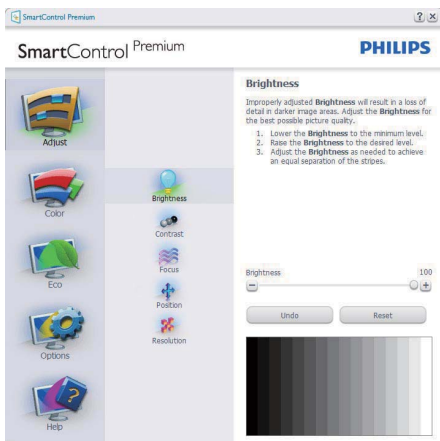 SmartControl Premium
SmartControl Premium
PHILIPS
Adjust
Color
Eco
Options
Help
Brightness
Contrast
Focus
Position
Resolution
Brightness
Improperly adjusted Brightness will result in a loss of
detail in darker image areas. Adjust the Brightness for
the best possible picture quality.
1. Lower the Brightness to the minimum level.
2. Raise the Brightness to the desired level.
3. Adjust the Brightness as needed to achieve
an equal separation of the stripes.
Brightness 100
Undo Reset